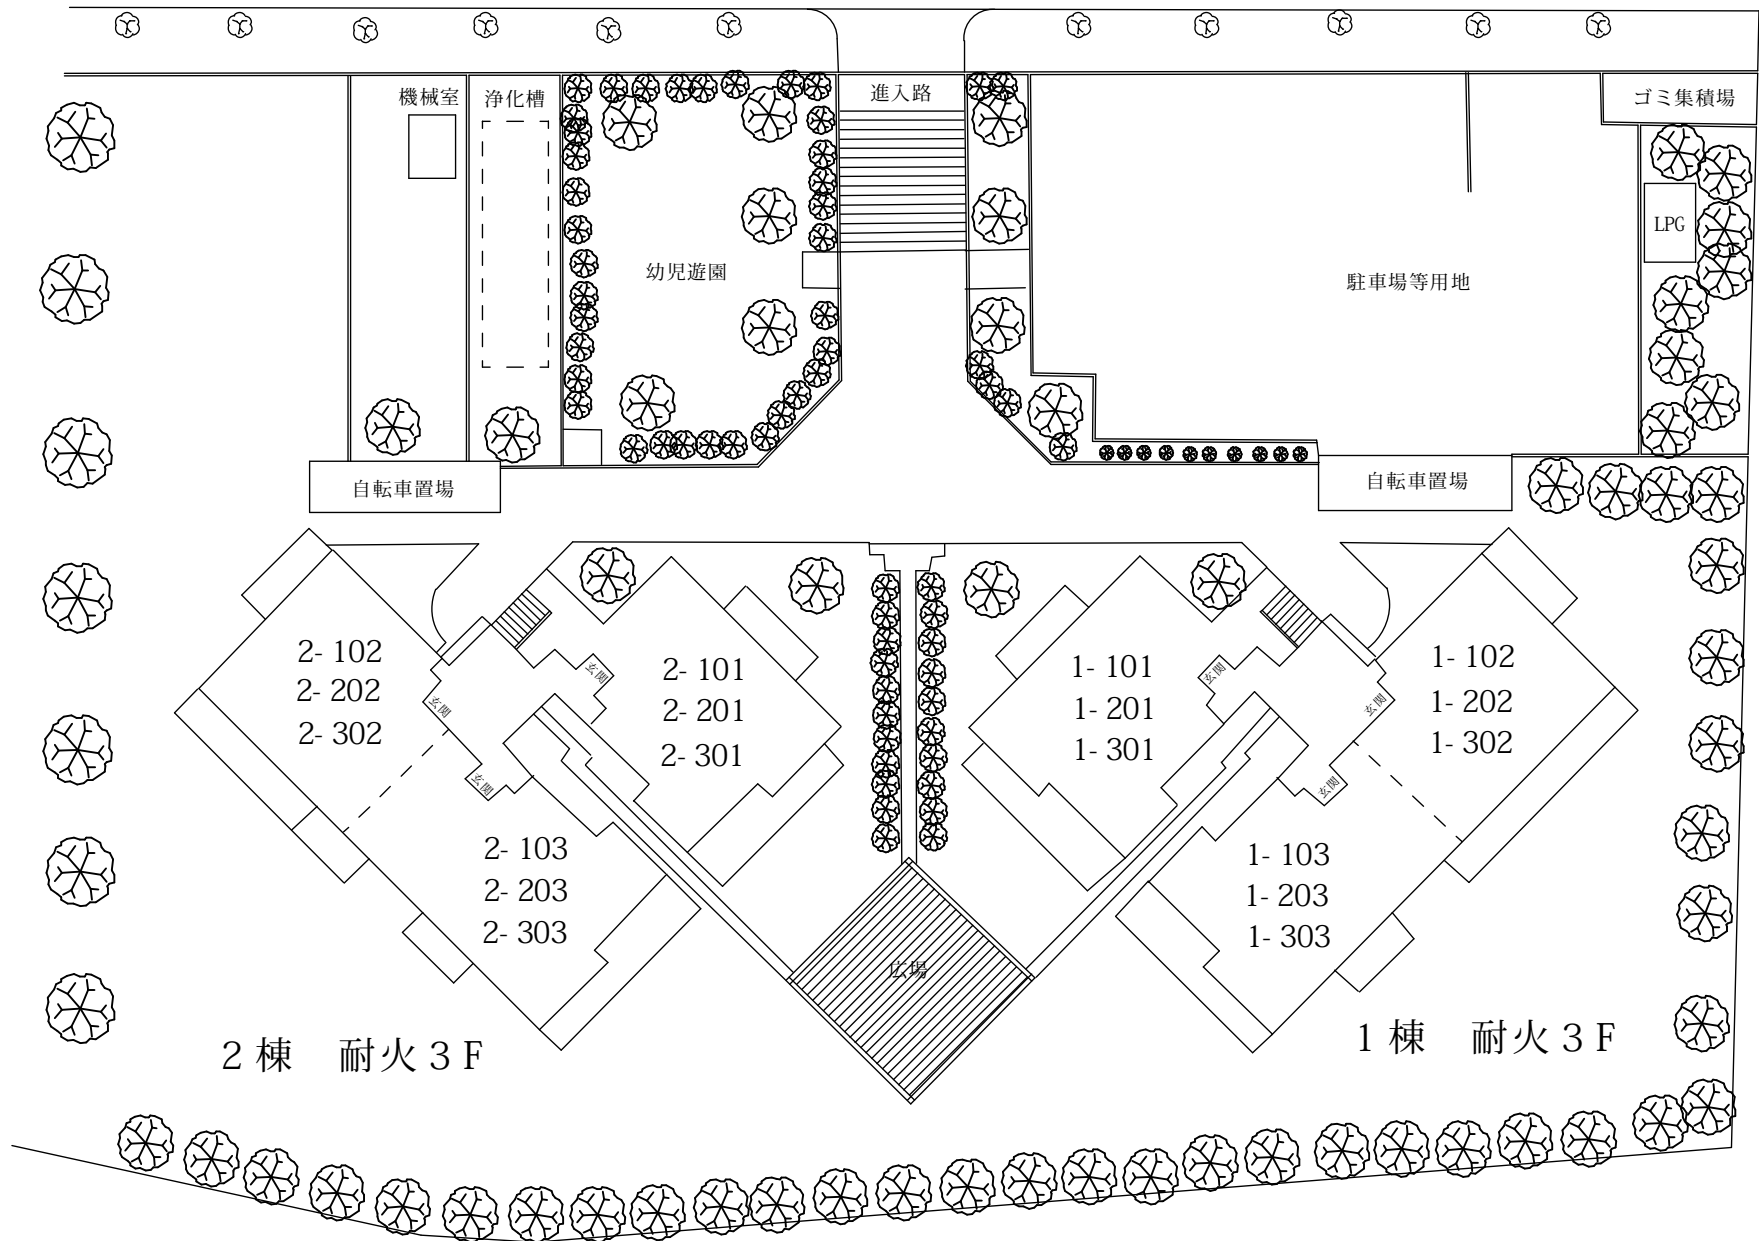 機械室
浄化槽
進入路
ゴミ集積場
LPG
幼児遊園
駐車場等用地
自転車置場
自転車置場
2- 102
2- 202
2- 302
玄関
玄関
玄関
2- 101
2- 201
2- 301
2- 103
2- 203
2- 303
1- 101
1- 201
1- 301
玄関
玄関
玄関
1- 102
1- 202
1- 302
1- 103
1- 203
1- 303
広場
2 棟　耐火 3 F
1 棟　耐火 3 F